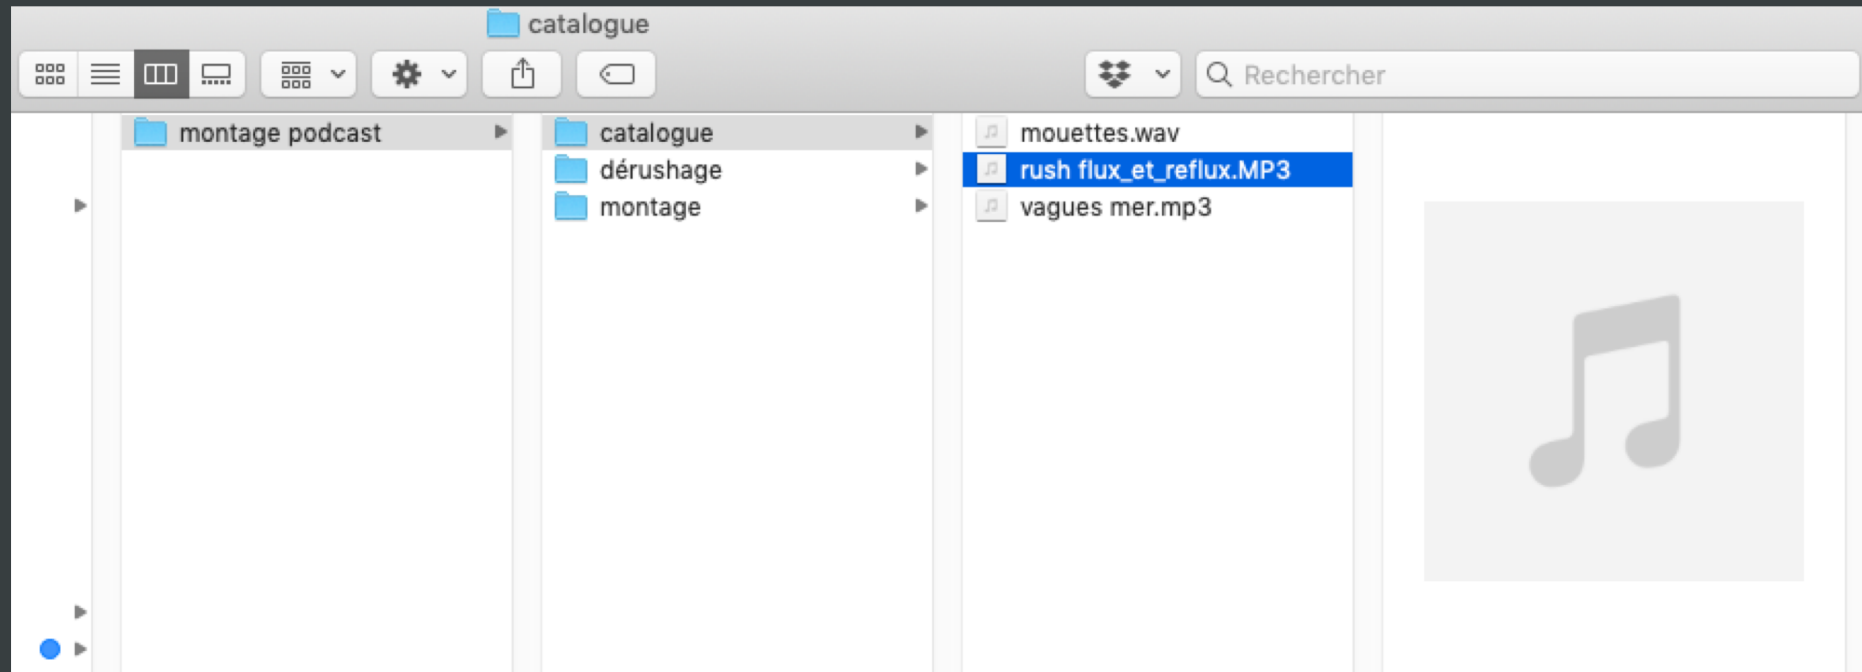 catalogue
Rechercher
montage podcast
catalogue
dérushage
montage
mouettes.wav
rush flux_et_reflux.MP3
vagues mer.mp3